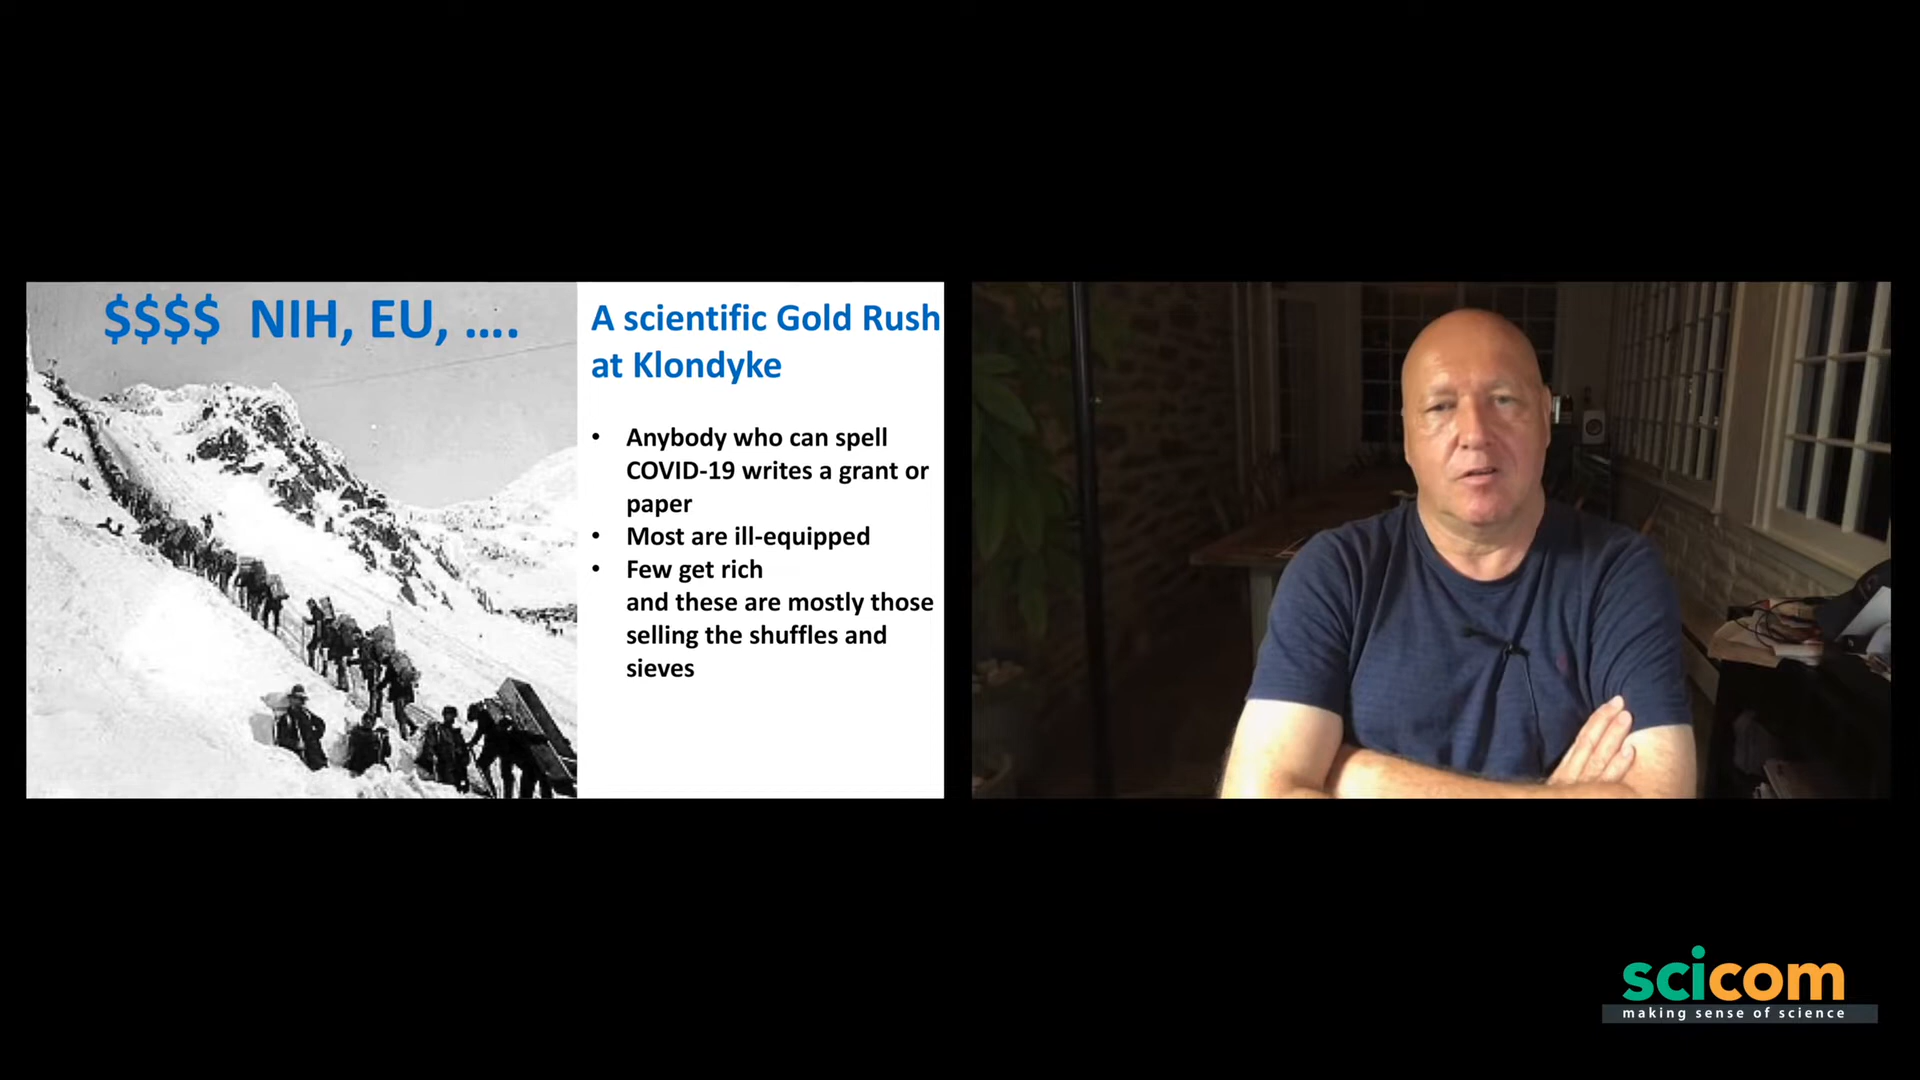 $$$$ NIH, EU, ....
A scientific Gold Rush
at Klondyke
• Anybody who can spell
COVID-19 writes a grant or
paper
• Most are ill-equipped
• Few get rich
and these are mostly those
selling the shuffles and
sieves
scicom
making sense of science